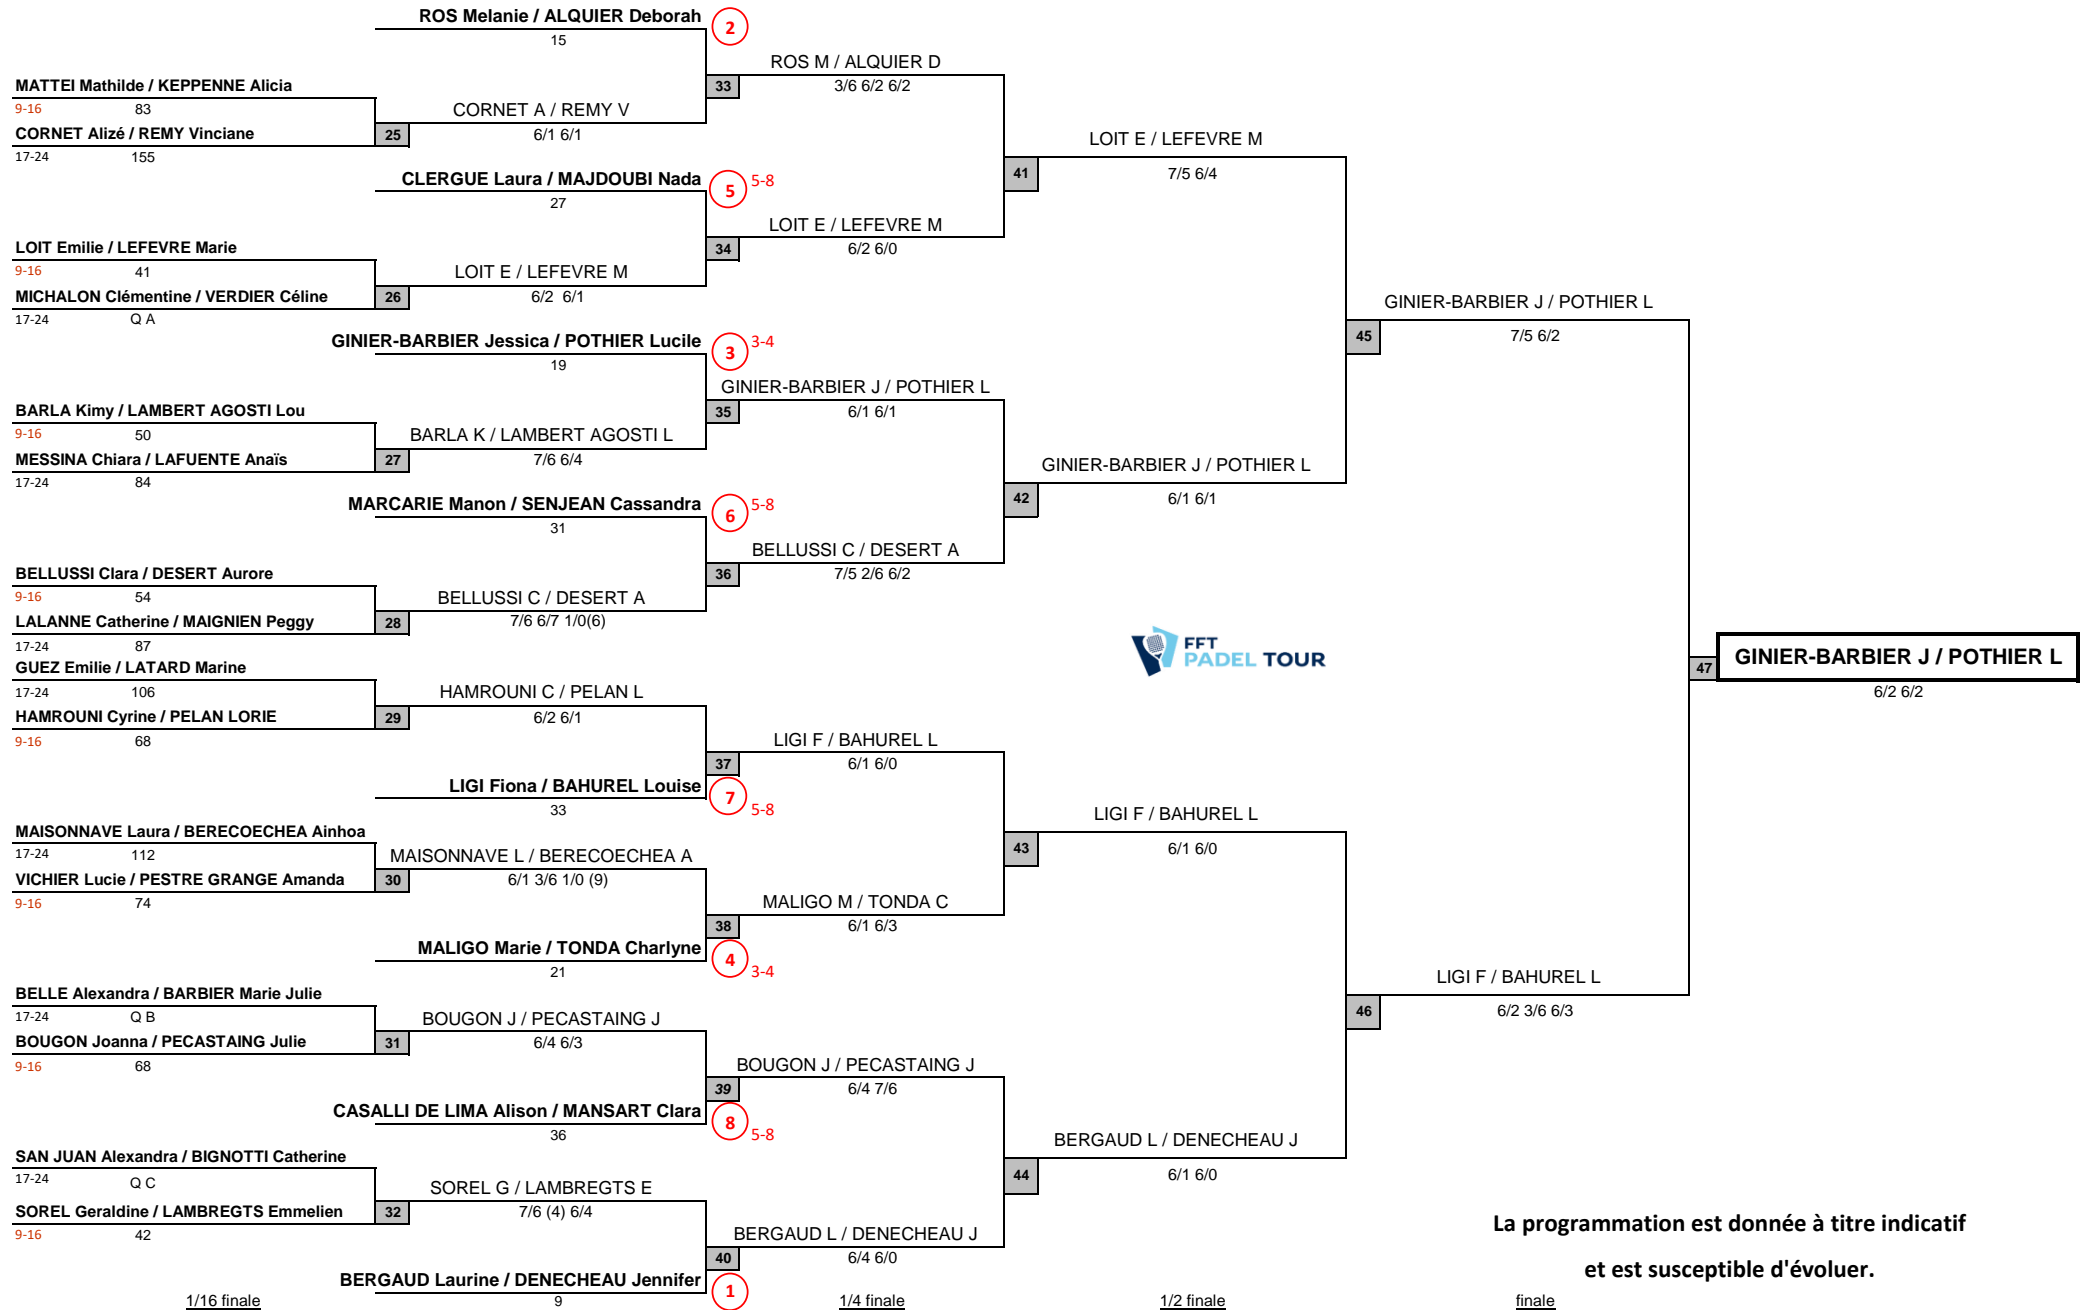 ROS Melanie / ALQUIER Deborah
2
15
ROS M / ALQUIER D
MATTEI Mathilde / KEPPENNE Alicia
33
3/6 6/2 6/2
9-16
83
CORNET A / REMY V
CORNET Alizé / REMY Vinciane
25
6/1 6/1
LOIT E / LEFEVRE M
17-24
155
41
7/5 6/4
CLERGUE Laura / MAJDOUBI Nada
5
5-8
27
LOIT E / LEFEVRE M
LOIT Emilie / LEFEVRE Marie
34
6/2 6/0
9-16
41
LOIT E / LEFEVRE M
MICHALON Clémentine / VERDIER Céline
26
6/2 6/1
GINIER-BARBIER J / POTHIER L
17-24
Q A
45
7/5 6/2
GINIER-BARBIER Jessica / POTHIER Lucile
3
3-4
19
GINIER-BARBIER J / POTHIER L
BARLA Kimy / LAMBERT AGOSTI Lou
35
6/1 6/1
9-16
50
BARLA K / LAMBERT AGOSTI L
MESSINA Chiara / LAFUENTE Anaïs
27
7/6 6/4
GINIER-BARBIER J / POTHIER L
17-24
84
42
6/1 6/1
MARCARIE Manon / SENJEAN Cassandra
6
5-8
31
BELLUSSI C / DESERT A
BELLUSSI Clara / DESERT Aurore
36
7/5 2/6 6/2
9-16
54
BELLUSSI C / DESERT A
LALANNE Catherine / MAIGNIEN Peggy
28
7/6 6/7 1/0(6)
17-24
87
FFT
PADEL TOUR
47
GINIER-BARBIER J / POTHIER L
6/2 6/2
GUEZ Emilie / LATARD Marine
17-24
106
HAMROUNI C / PELAN L
HAMROUNI Cyrine / PELAN LORIE
29
6/2 6/1
9-16
68
LIGI F / BAHUREL L
37
6/1 6/0
LIGI Fiona / BAHUREL Louise
7
5-8
33
LIGI F / BAHUREL L
MAISONNAVE Laura / BERECOECHEA Ainhoa
43
6/1 6/0
17-24
112
MAISONNAVE L / BERECOECHEA A
VICHIER Lucie / PESTRE GRANGE Amanda
30
6/1 3/6 1/0 (9)
9-16
74
MALIGO M / TONDA C
38
6/1 6/3
MALIGO Marie / TONDA Charlyne
4
3-4
21
LIGI F / BAHUREL L
BELLE Alexandra / BARBIER Marie Julie
46
6/2 3/6 6/3
17-24
Q B
BOUGON J / PECASTAING J
BOUGON Joanna / PECASTAING Julie
31
6/4 6/3
9-16
68
BOUGON J / PECASTAING J
39
6/4 7/6
CASALLI DE LIMA Alison / MANSART Clara
8
5-8
36
BERGAUD L / DENECHEAU J
SAN JUAN Alexandra / BIGNOTTI Catherine
44
6/1 6/0
17-24
Q C
SOREL G / LAMBREGTS E
SOREL Geraldine / LAMBREGTS Emmelien
32
7/6 (4) 6/4
9-16
42
BERGAUD L / DENECHEAU J
40
6/4 6/0
BERGAUD Laurine / DENECHEAU Jennifer
1
9
La programmation est donnée à titre indicatif
et est susceptible d'évoluer.
1/16 finale
1/4 finale
1/2 finale
finale